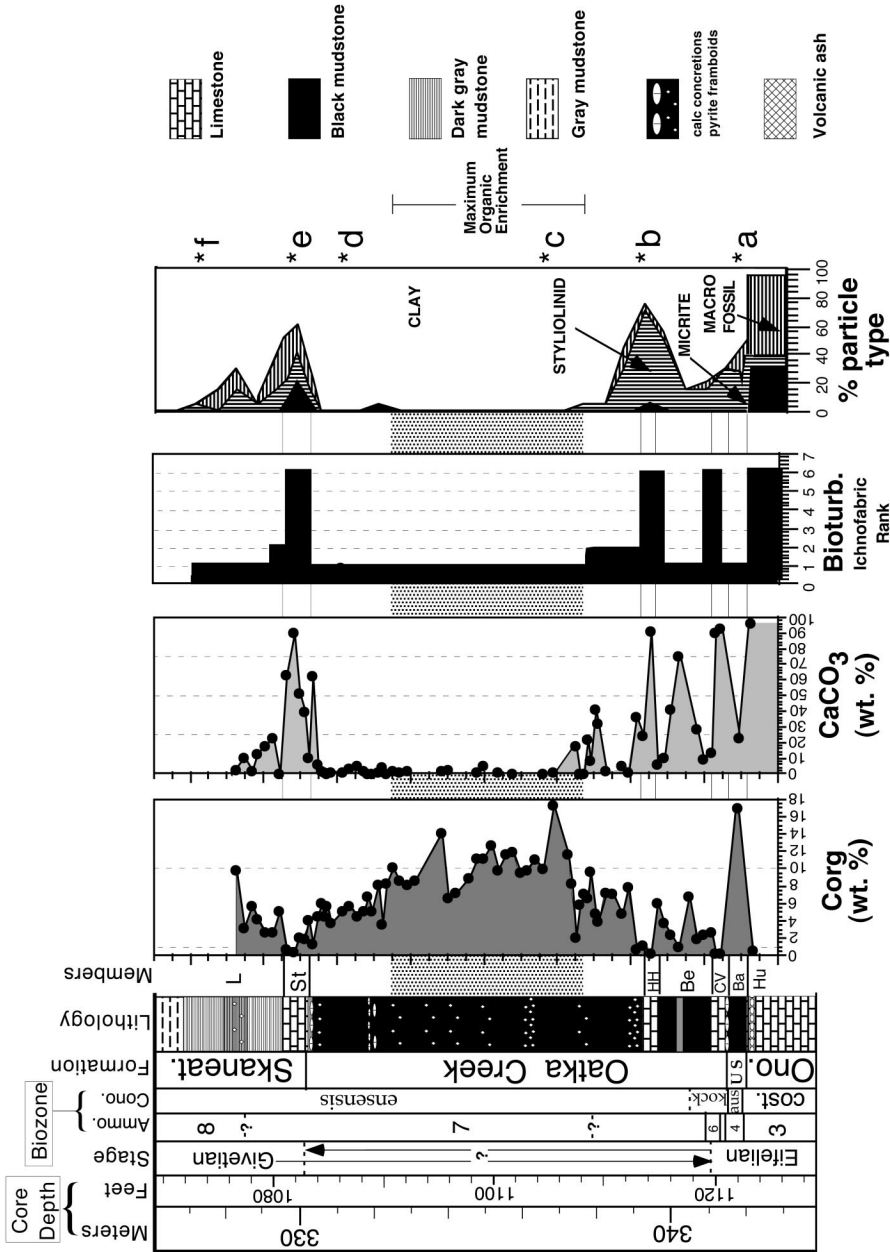 Limestone
Black mudstone
Dark gray
mudstone
Gray mudstone
calc concretions
pyrite framboids
Volcanic ash
Maximum
Organic
Enrichment
*f
*e
*d
*c
*b
*a
CLAY
STYLIOLINID
MICRITE
MACRO
FOSSIL
0 20 40 60 80 100
% particle
type
0 1 2 3 4 5 6 7
Bioturb.
Ichnofabric
Rank
0 10 20 30 40 50 60 70 80 90 100
CaCO3
(wt. %)
0 2 4 6 8 10 12 14 16 18
Corg
(wt. %)
Members
L
St
HH
Be
CV
Ba
Hu
Lithology
Formation
Skaneat.
Oatka Creek
U S
Ono.
Biozone
Cono.
ensensis
kock
aus
cost.
Ammo.
8
?
7
?
6
4
3
Stage
Givetian
?
Eifelian
Core
Depth
Feet
1080
1100
1120
Meters
330
340